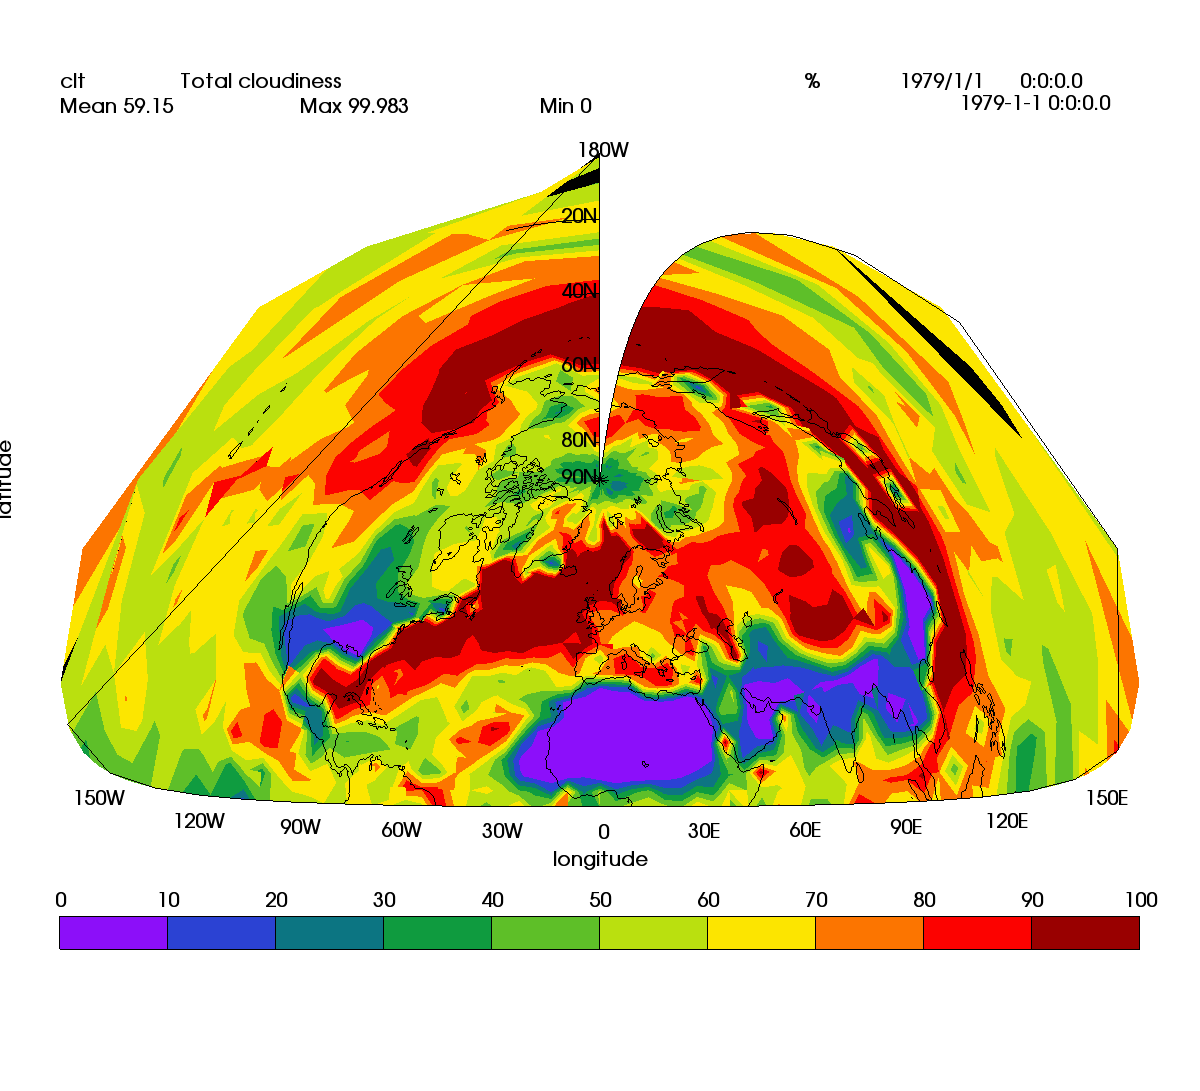 clt Total cloudiness % 1979/1/1 0:0:0.0
Mean 59.15 Max 99.983 Min 0 1979-1-1 0:0:0.0
180W
20N
40N
60N
80N
90N
latitude
150W 120W 90W 60W 30W 0 30E 60E 90E 120E 150E
longitude
0 10 20 30 40 50 60 70 80 90 100